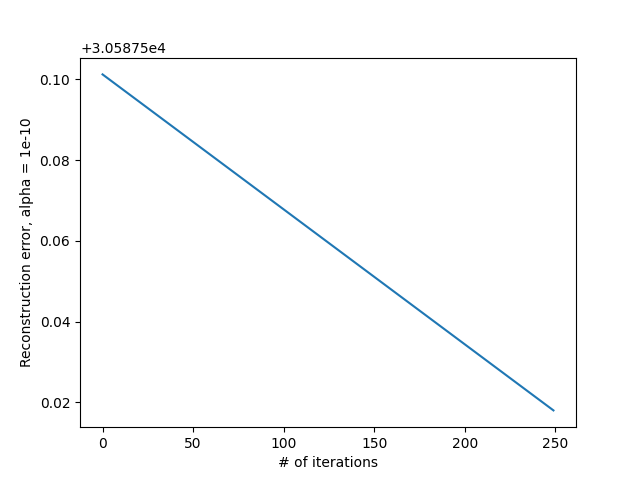 +3.05875e4
0.10
0.08
0.06
0.04
0.02
Reconstruction error, alpha = 1e-10
0 50 100 150 200 250
# of iterations